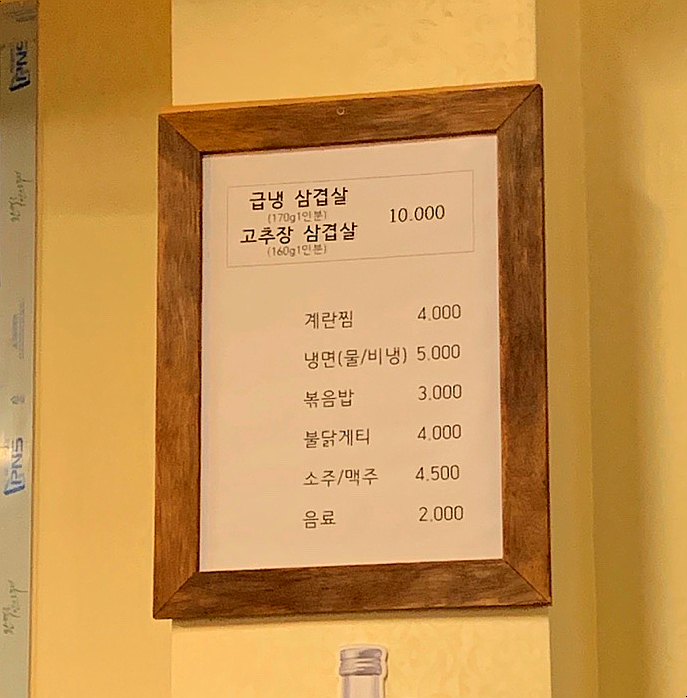 급냉 삼겹살
(170g1인분)
고추장 삼겹살
(160g1인분)
10.000
계란찜 4.000
냉면(물/비냉) 5.000
볶음밥 3.000
불닭게티 4.000
소주/맥주 4.500
음료 2.000